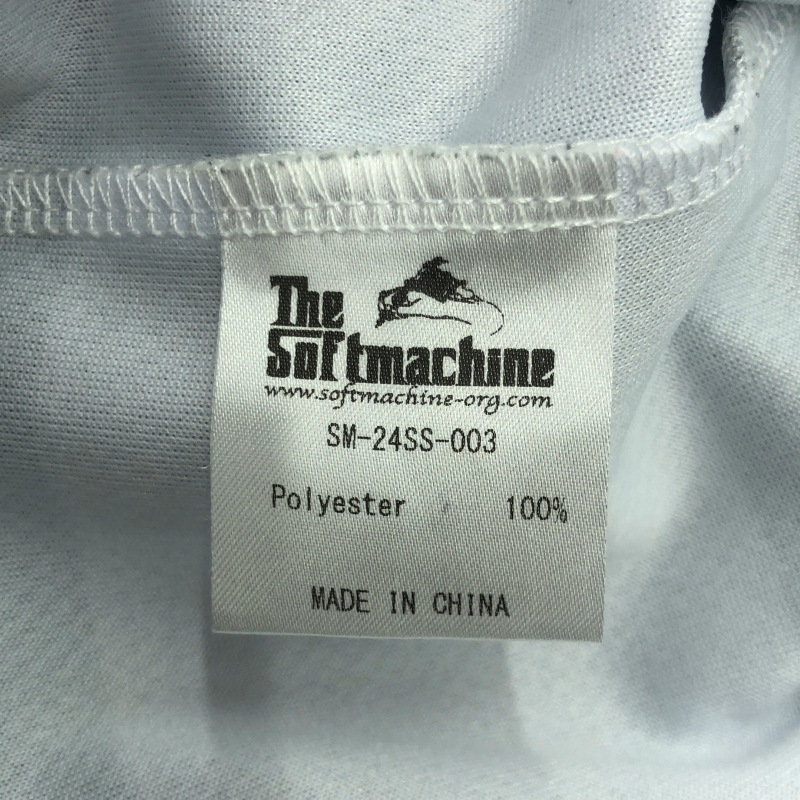 The
Softmachine
www.softmachine-org.com
SM-24SS-003
Polyester 100%
MADE IN CHINA